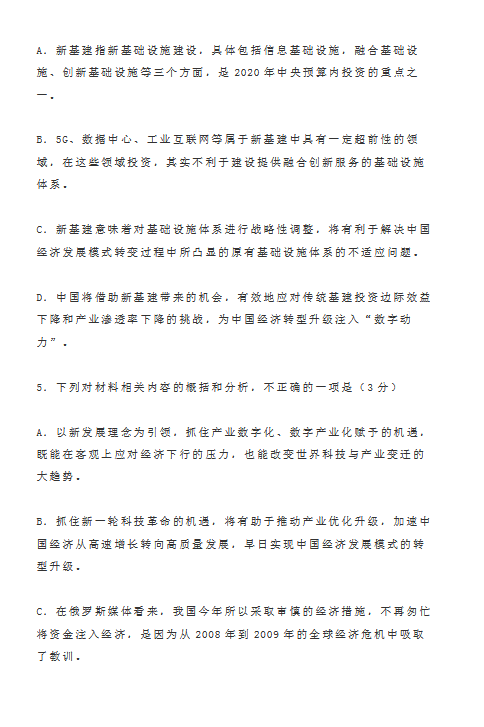 A. 新基建指新基础设施建设，具体包括信息基础设施，融合基础设
施、创新基础设施等三个方面，是2020年中央预算内投资的重点之
一。
B. 5G、数据中心、工业互联网等属于新基建中具有一定超前性的领
域，在这些领域投资，其实不利于建设提供融合创新服务的基础设施
体系。
C. 新基建意味着对基础设施体系进行战略性调整，将有利于解决中国
经济发展模式转变过程中所凸显的原有基础设施体系的不适应问题。
D. 中国将借助新基建带来的机会，有效地应对传统基建投资边际效益
下降和产业渗透率下降的挑战，为中国经济转型升级注入“数字动
力”。
5. 下列对材料相关内容的概括和分析，不正确的一项是（3分）
A. 以新发展理念为引领，抓住产业数字化、数字产业化赋予的机遇，
既能在客观上应对经济下行的压力，也能改变世界科技与产业变迁的
大趋势。
B. 抓住新一轮科技革命的机遇，将有助于推动产业优化升级，加速中
国经济从高速增长转向高质量发展，早日实现中国经济发展模式的转
型升级。
C. 在俄罗斯媒体看来，我国今年所以采取审慎的经济措施，不再匆忙
将资金注入经济，是因为从2008年到2009年的全球经济危机中吸取
了教训。